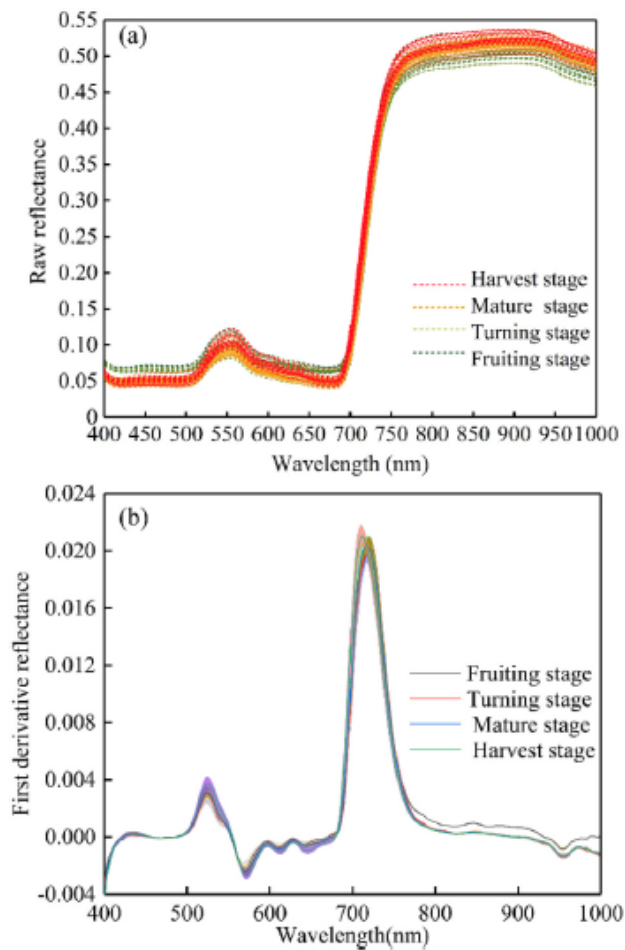 (a)
0.55
0.50
0.45
0.40
0.35
0.30
0.25
0.20
0.15
0.10
0.05
0
Raw reflectance
Harvest stage
Mature stage
Turning stage
Fruiting stage
400 450 500 550 600 650 700 750 800 850 900 950 1000
Wavelength (nm)
(b)
0.024
0.020
0.016
0.012
0.008
0.004
0.000
-0.004
First derivative reflectance
Fruiting stage
Turning stage
Mature stage
Harvest stage
400 500 600 700 800 900 1000
Wavelength(nm)